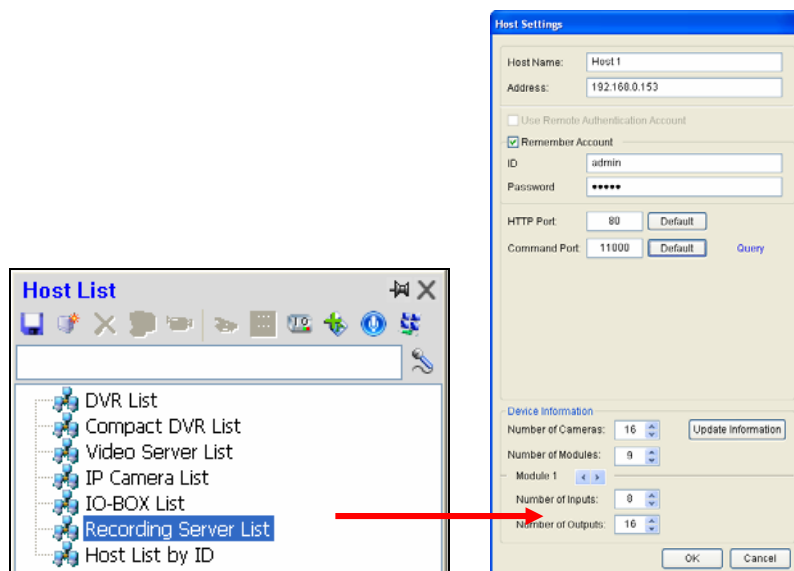 Host List
DVR List
Compact DVR List
Video Server List
IP Camera List
IO-BOX List
Recording Server List
Host List by ID
Host Settings
Host Name: Host 1
Address: 192.168.0.153
Use Remote Authentication Account
Remember Account
ID admin
Password •••••
HTTP Port: 80 Default
Command Port: 11000 Default Query
Device Information
Number of Cameras: 16 Update Information
Number of Modules: 9
Module 1
Number of Inputs: 8
Number of Outputs: 16
OK Cancel